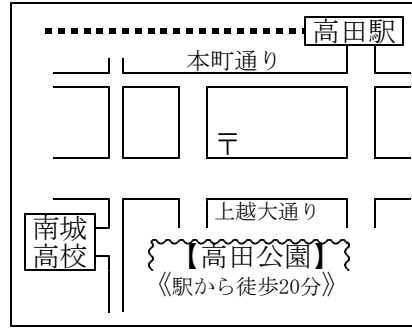 高田駅
本町通り
〒
上越大通り
南城
高校
【高田公園】
《駅から徒歩20分》